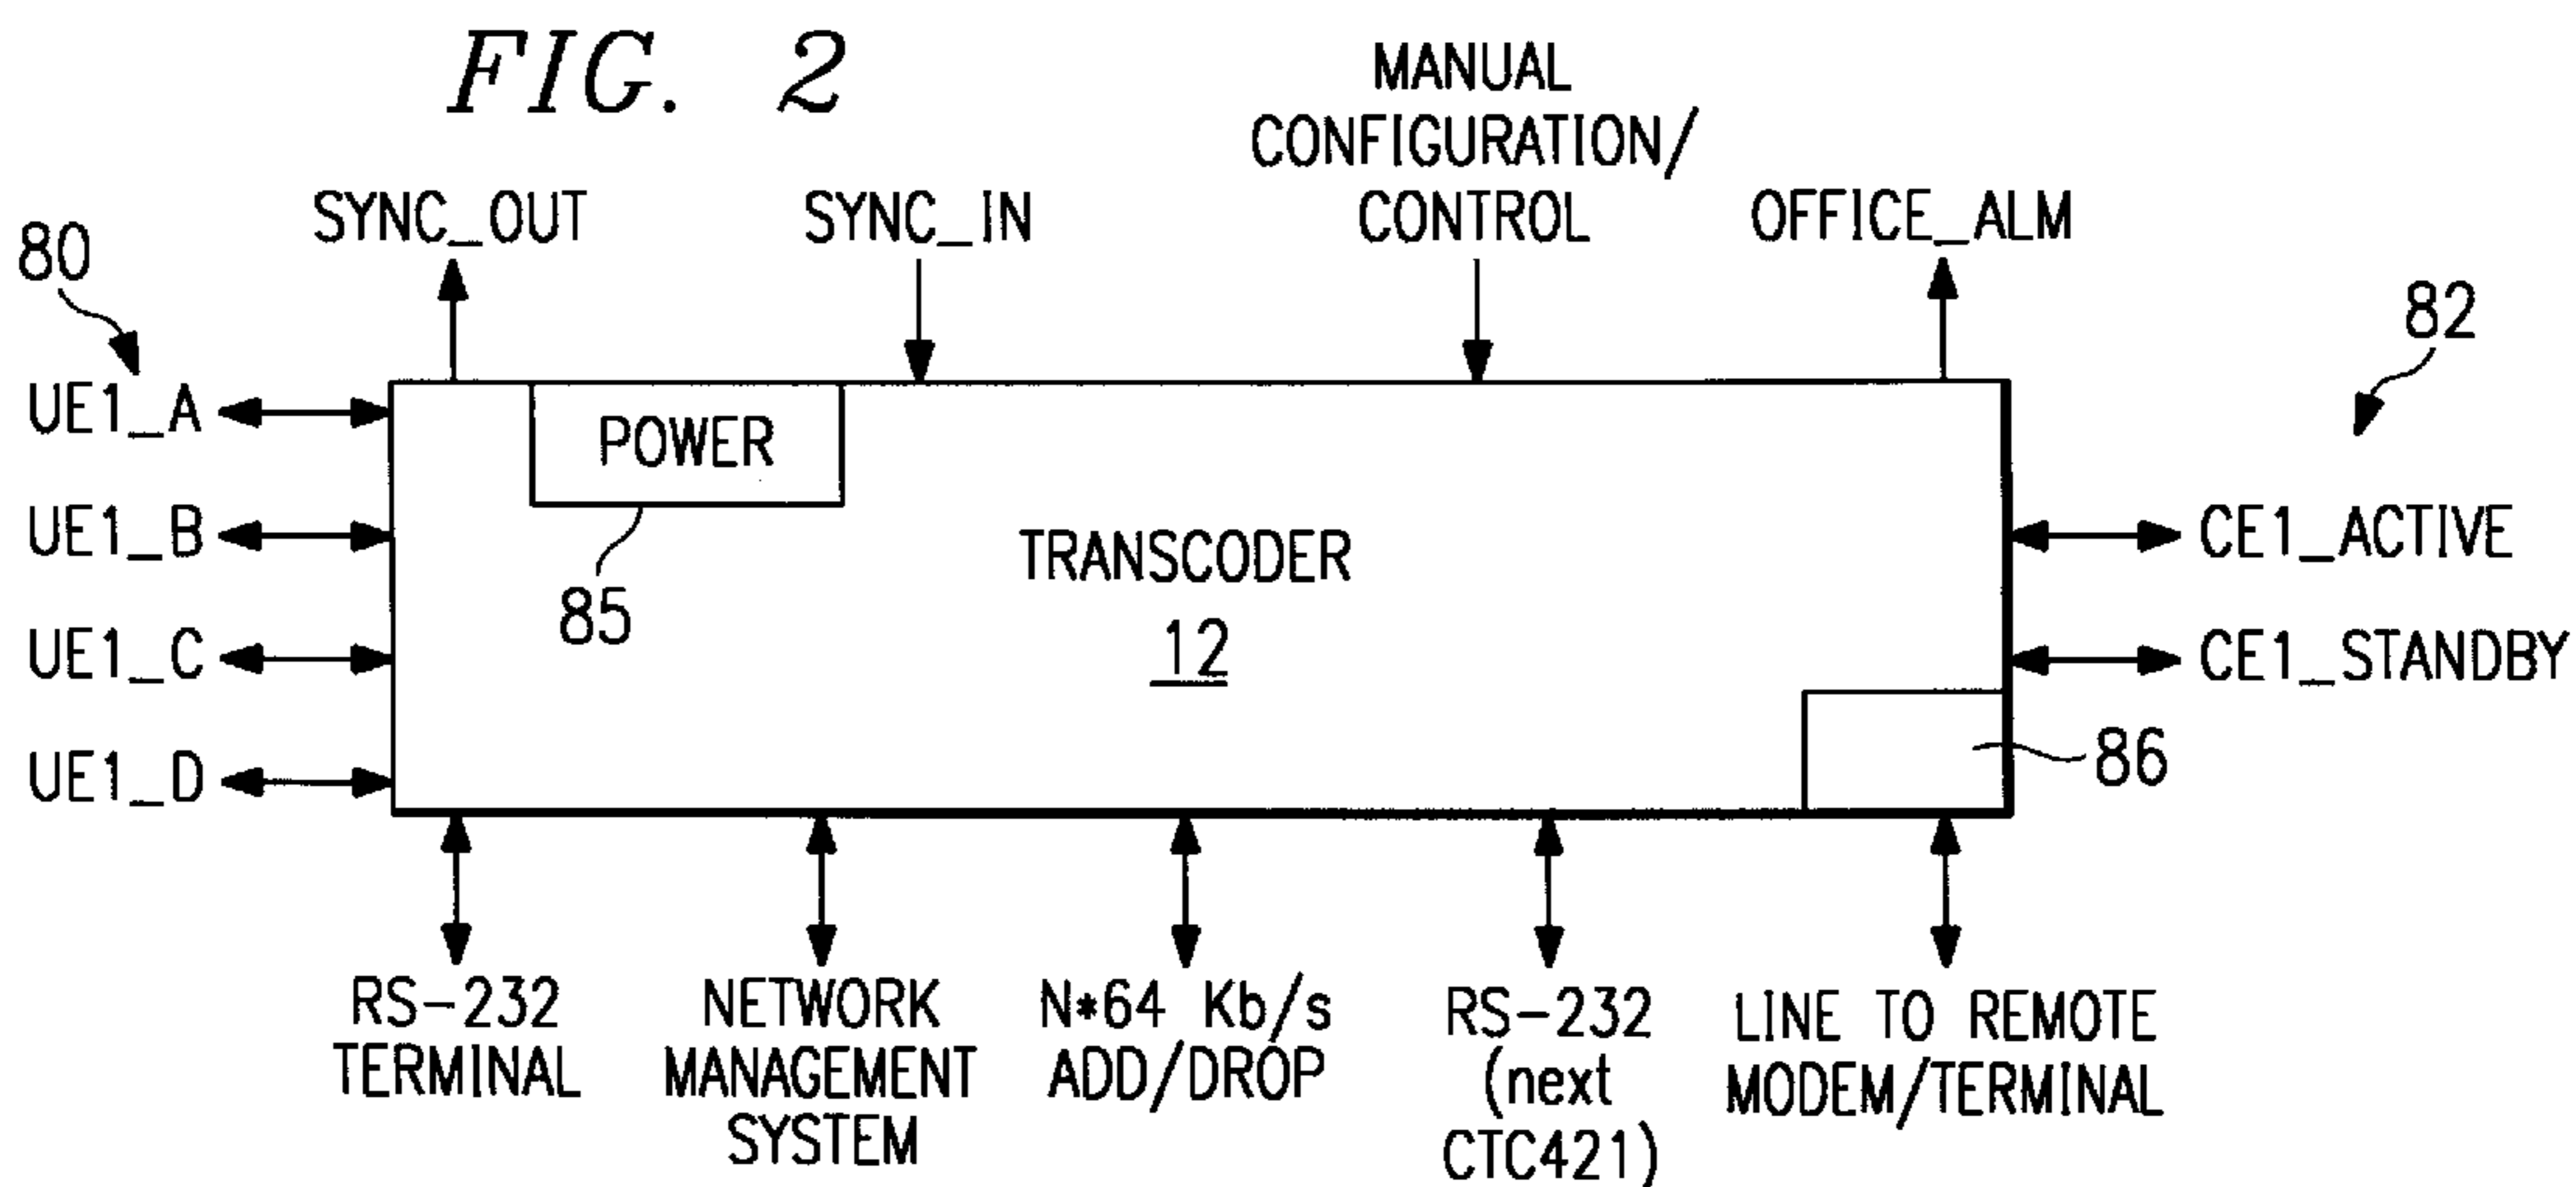 FIG. 2
MANUAL
CONFIGURATION/
CONTROL
SYNC_OUT
SYNC_IN
OFFICE_ALM
80
82
UE1_A
UE1_B
UE1_C
UE1_D
POWER
85
TRANSCODER
12
CE1_ACTIVE
CE1_STANDBY
86
RS-232
TERMINAL
NETWORK
MANAGEMENT
SYSTEM
N*64 Kb/s
ADD/DROP
RS-232
(next
CTC421)
LINE TO REMOTE
MODEM/TERMINAL